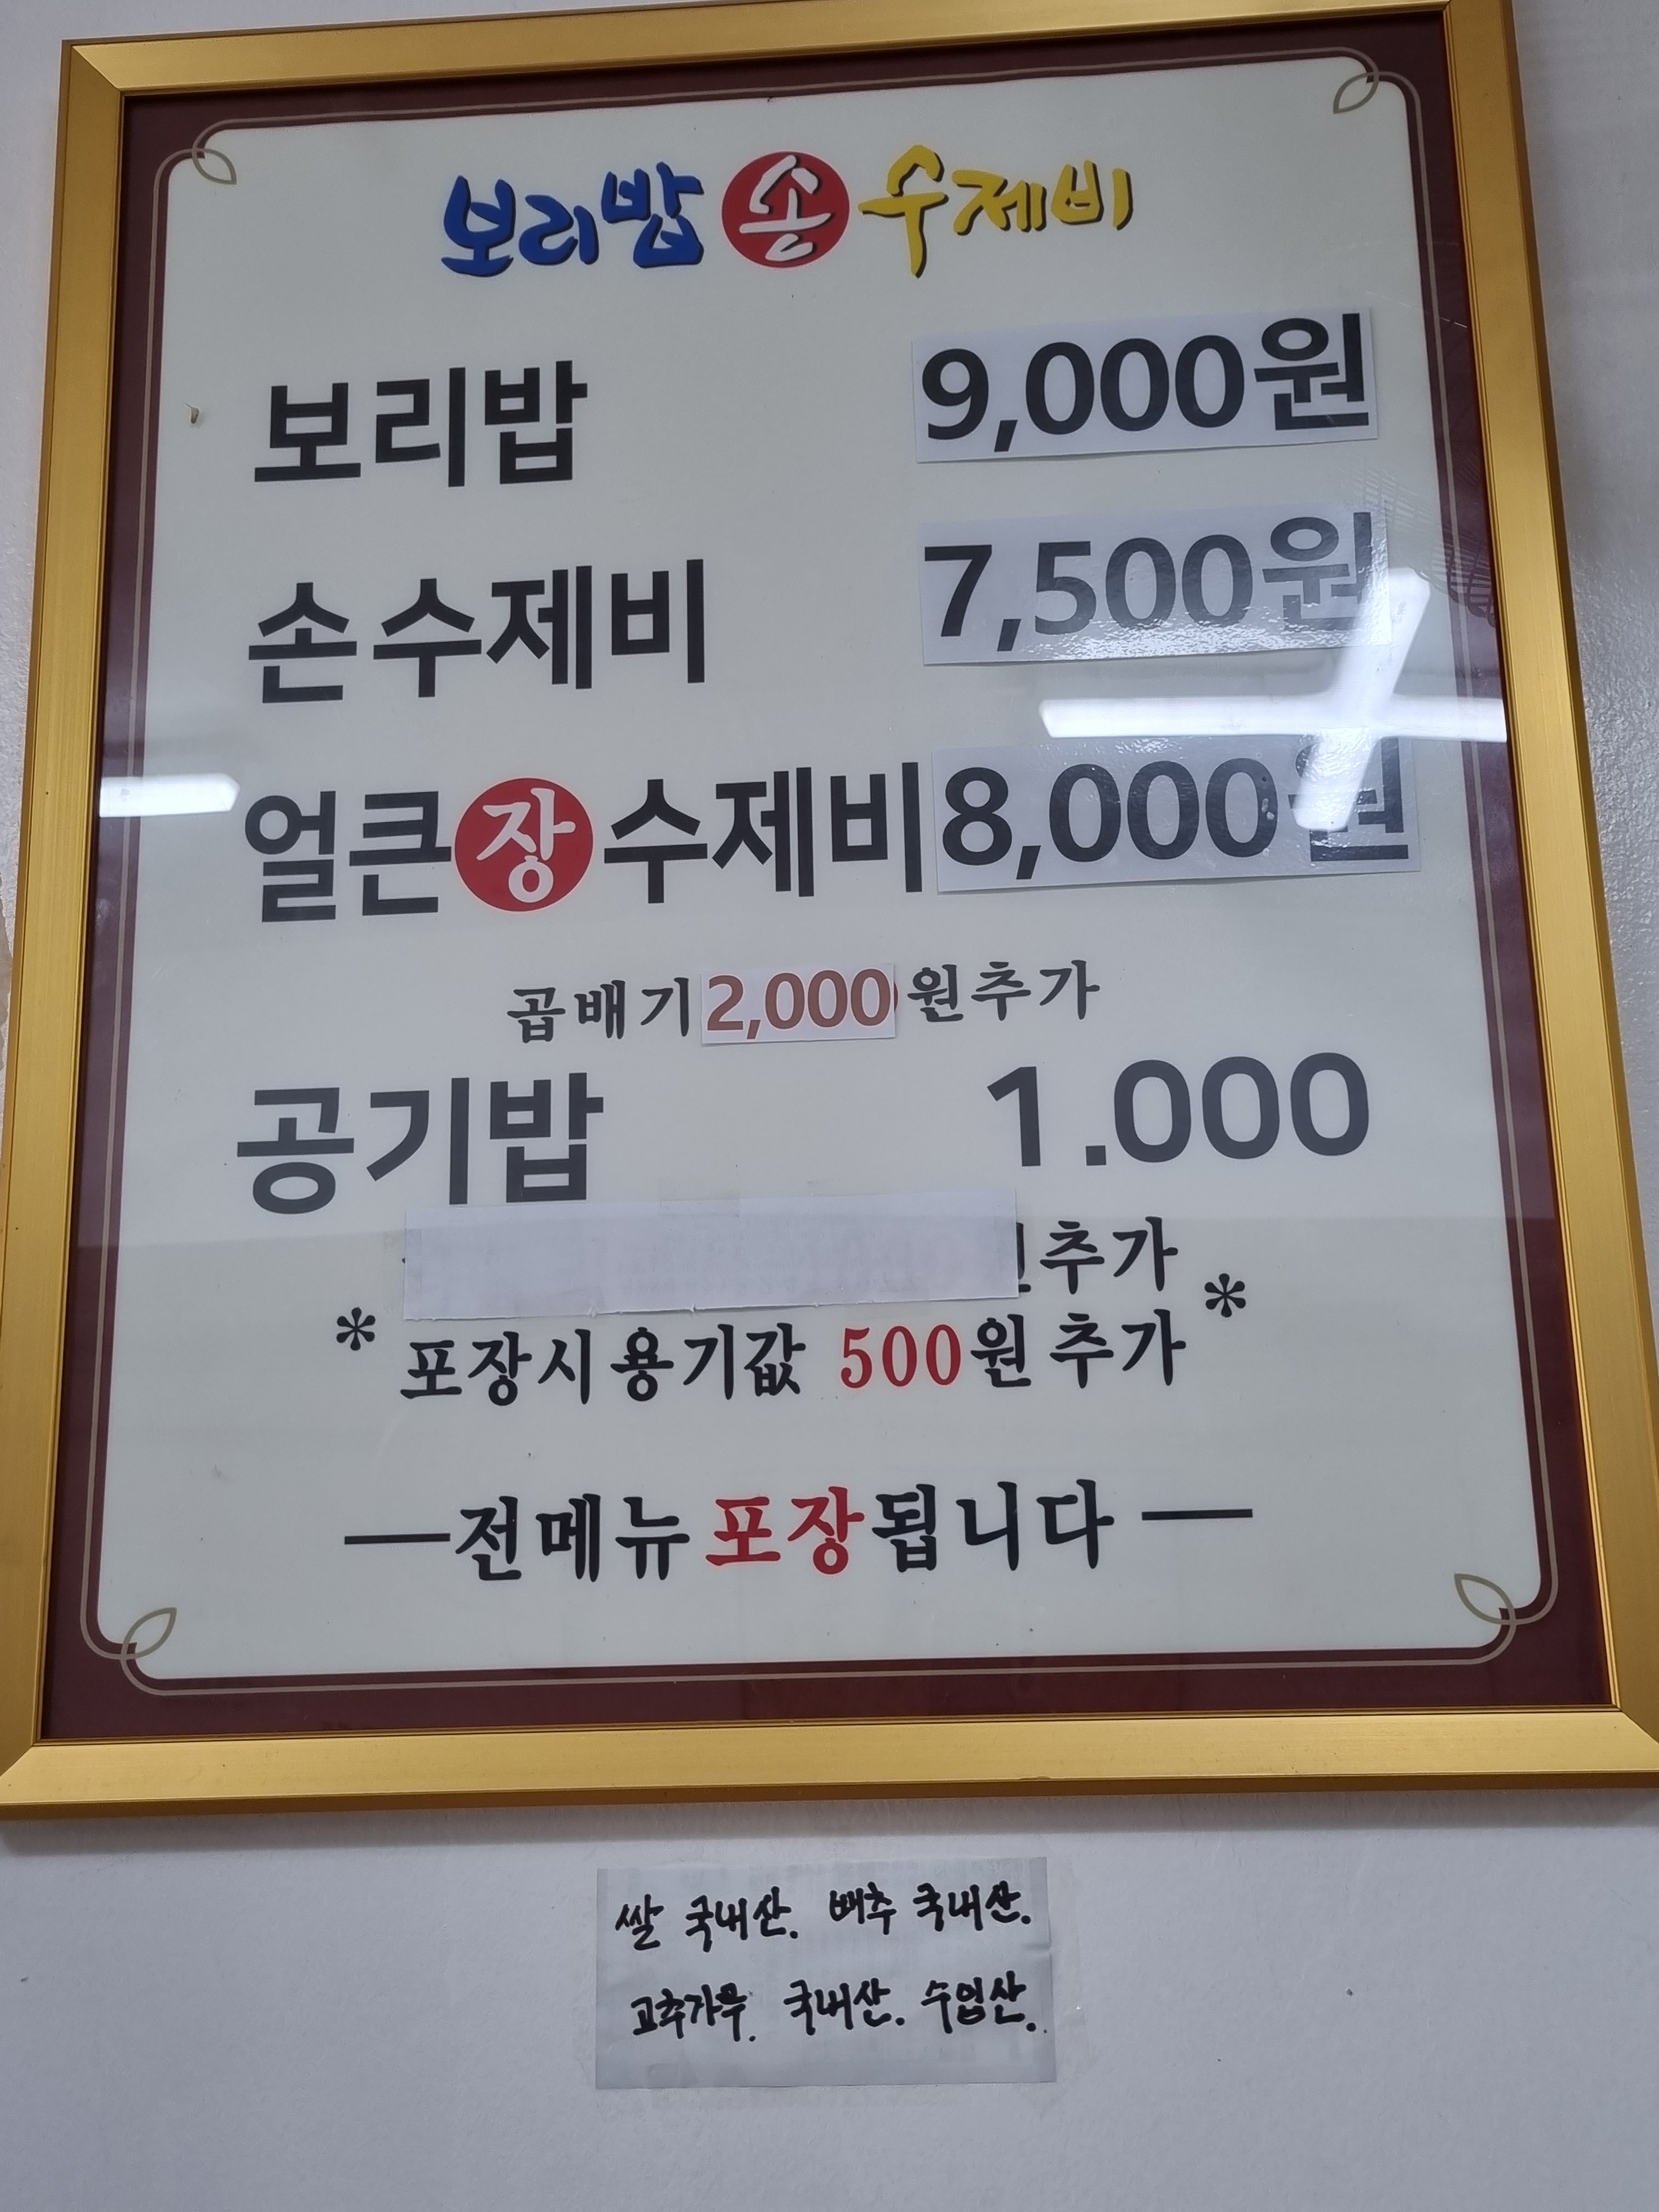 보리밥 손 수제비
보리밥 9,000원
손수제비 7,500원
얼큰장수제비 8,000원
곱배기 2,000원추가
공기밥 1.000
추가
* 포장시용기값 500원추가 *
—전메뉴포장됩니다—
쌀 국내산. 배추 국내산.
고추가루. 국내산. 수입산.